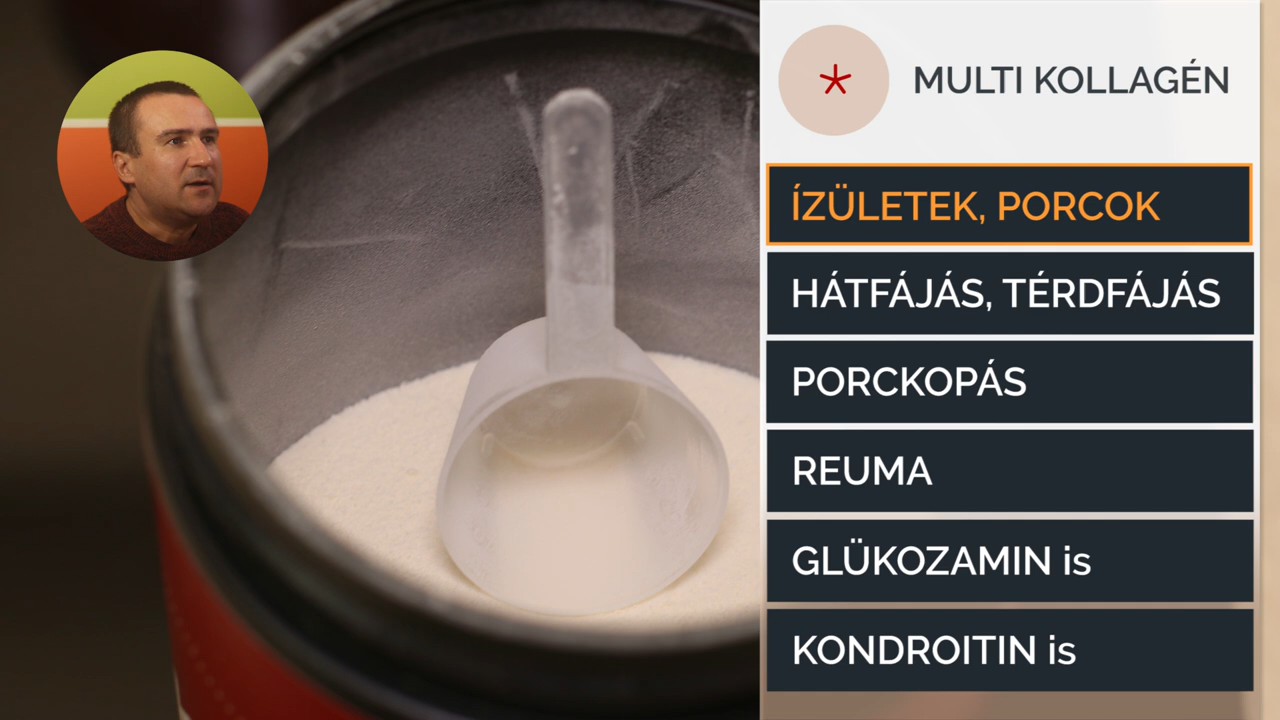 MULTI KOLLAGÉN
ÍZÜLETEK, PORCOK
HÁTFÁJÁS, TÉRDFÁJÁS
PORCKOPÁS
REUMA
GLÜKOZAMIN is
KONDROITIN is